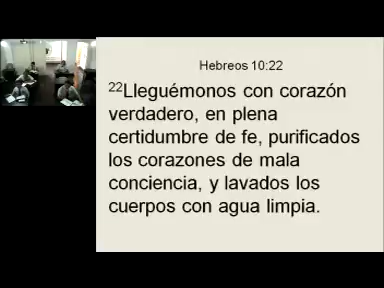 Hebreos 10:22
22Lleguémonos con corazón
verdadero, en plena
certidumbre de fe, purificados
los corazones de mala
conciencia, y lavados los
cuerpos con agua limpia.